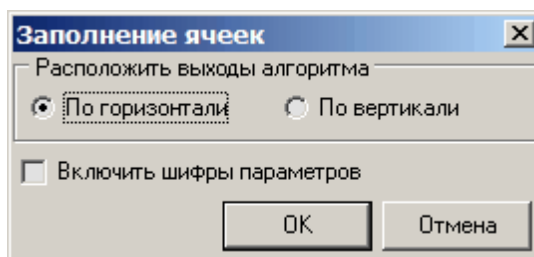 Заполнение ячеек
Расположить выходы алгоритма
По горизонтали По вертикали
Включить шифры параметров
OK Отмена